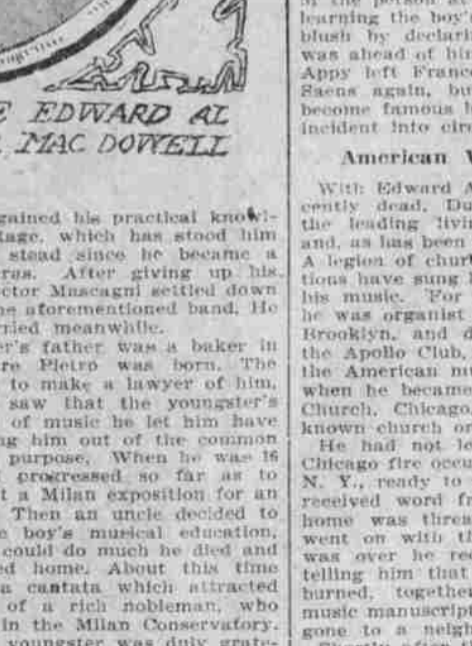 E EDWARD AL
MAC DOWELL
gained his practical knowl-
tage, which has stood him
stead since he became a
ras. After giving up his
ctor Mascagni settled down
he aforementioned band. He
rried meanwhile.
er's father was a baker in
re Pietro was born. The
to make a lawyer of him,
saw that the youngster's
of music he let him have
ng him out of the common
purpose. When he was 16
progressed so far as to
t a Milan exposition for an
Then an uncle decided to
e boy's musical education,
could do much he died and
ed home. About this time
a cantata which attracted
of a rich nobleman, who
in the Milan Conservatory.
youngster was duly grate-
of the person
learning the boy'
blush by declari
was ahead of hi
Appy left Franc
Saens again, bu
become famous
incident into cir
American
With Edward A
cently dead, Du
the leading livin
and, as has been
A legion of chur
tions have sung
his music. For
he was organist
Brooklyn, and d
the Apollo Club,
the American mu
when he became
Church, Chicago
known church or
He had not le
Chicago fire occu
N. Y., ready to
received word fr
home was threa
went on with th
was over he rec
telling him that
burned, together
music manuscrip
gone to a neigh